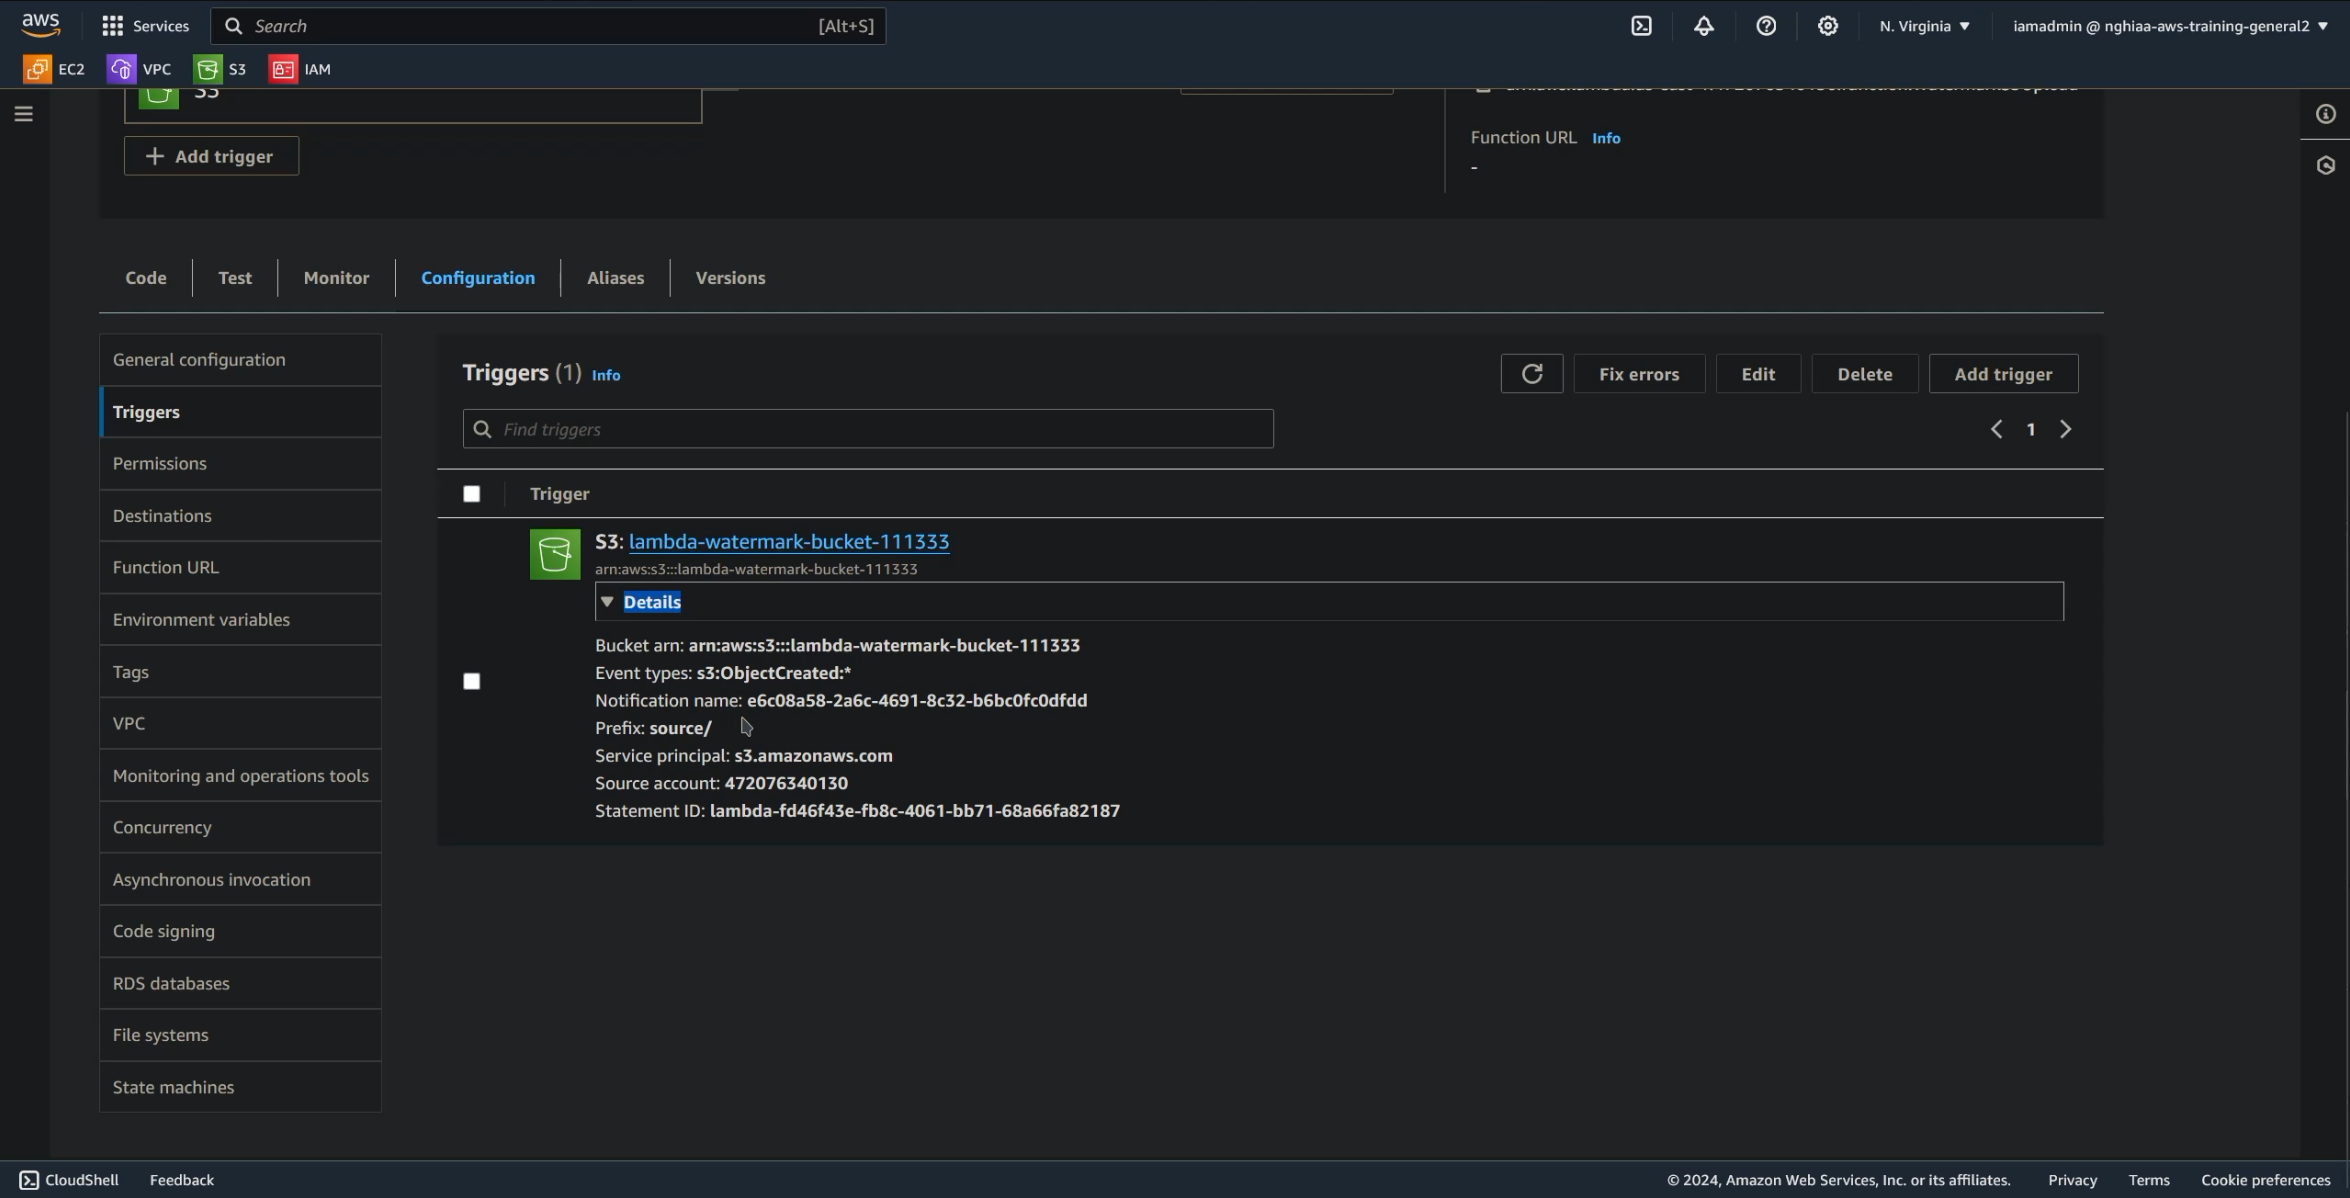 aws
Services
Search
[Alt+S]
N. Virginia
iamadmin @ nghiaa-aws-training-general2
EC2
VPC
S3
IAM
S3
Add trigger
Function URL Info
-
Code
Test
Monitor
Configuration
Aliases
Versions
General configuration
Triggers
Permissions
Destinations
Function URL
Environment variables
Tags
VPC
Monitoring and operations tools
Concurrency
Asynchronous invocation
Code signing
RDS databases
File systems
State machines
Triggers (1) Info
Fix errors
Edit
Delete
Add trigger
Find triggers
1
Trigger
S3: lambda-watermark-bucket-111333
arn:aws:s3:::lambda-watermark-bucket-111333
Details
Bucket arn: arn:aws:s3:::lambda-watermark-bucket-111333
Event types: s3:ObjectCreated:*
Notification name: e6c08a58-2a6c-4691-8c32-b6bc0fc0dfdd
Prefix: source/
Service principal: s3.amazonaws.com
Source account: 472076340130
Statement ID: lambda-fd46f43e-fb8c-4061-bb71-68a66fa82187
CloudShell
Feedback
© 2024, Amazon Web Services, Inc. or its affiliates.
Privacy
Terms
Cookie preferences